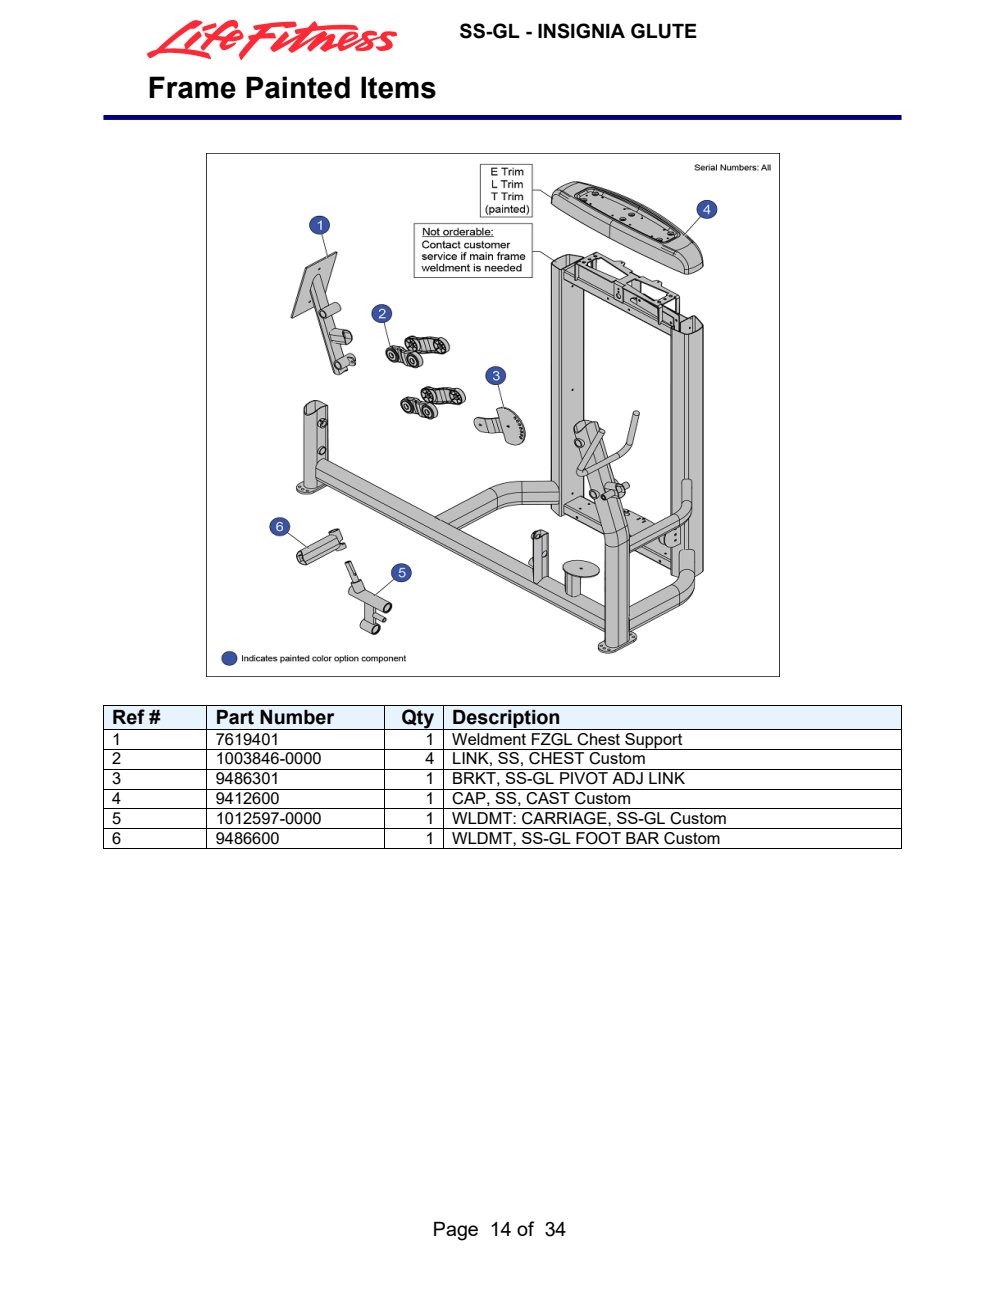 Life Fitness
SS-GL - INSIGNIA GLUTE
Frame Painted Items
Serial Numbers: All
E Trim
L Trim
T Trim
(painted)
4
1
Not orderable:
Contact customer
service if main frame
weldment is needed
2
3
6
5
Indicates painted color option component
Ref # Part Number Qty Description
1 7619401 1 Weldment FZGL Chest Support
2 1003846-0000 4 LINK, SS, CHEST Custom
3 9486301 1 BRKT, SS-GL PIVOT ADJ LINK
4 9412600 1 CAP, SS, CAST Custom
5 1012597-0000 1 WLDMT: CARRIAGE, SS-GL Custom
6 9486600 1 WLDMT, SS-GL FOOT BAR Custom
Page 14 of 34